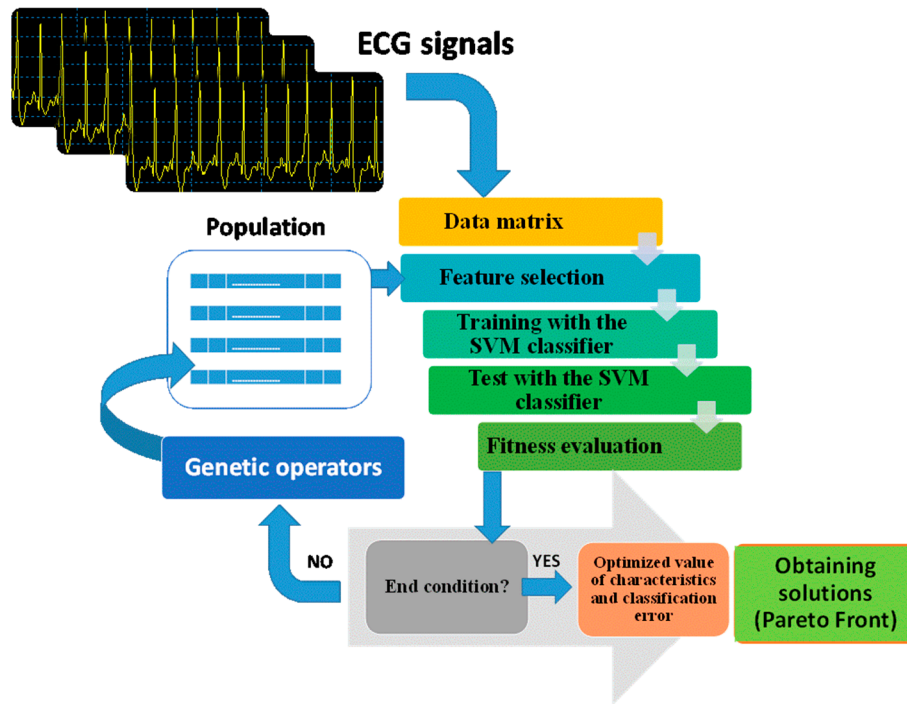 ECG signals
Data matrix
Population
Feature selection
Training with the
SVM classifier
Test with the SVM
classifier
Fitness evaluation
Genetic operators
NO
End condition?
YES
Optimized value
of characteristics
and classification
error
Obtaining
solutions
(Pareto Front)